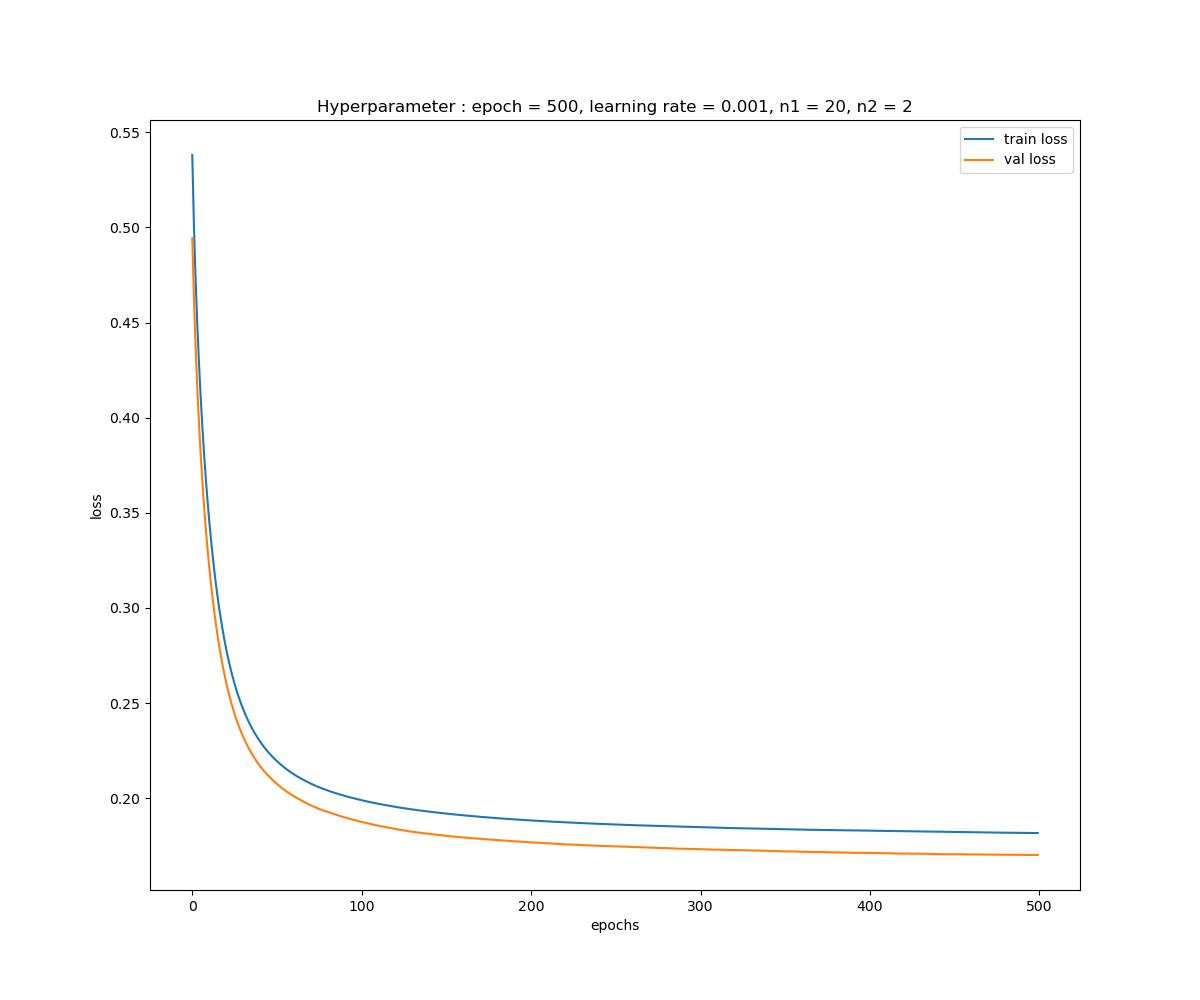 Hyperparameter : epoch = 500, learning rate = 0.001, n1 = 20, n2 = 2
train loss
val loss
0.55
0.50
0.45
0.40
0.35
0.30
0.25
0.20
loss
0 100 200 300 400 500
epochs